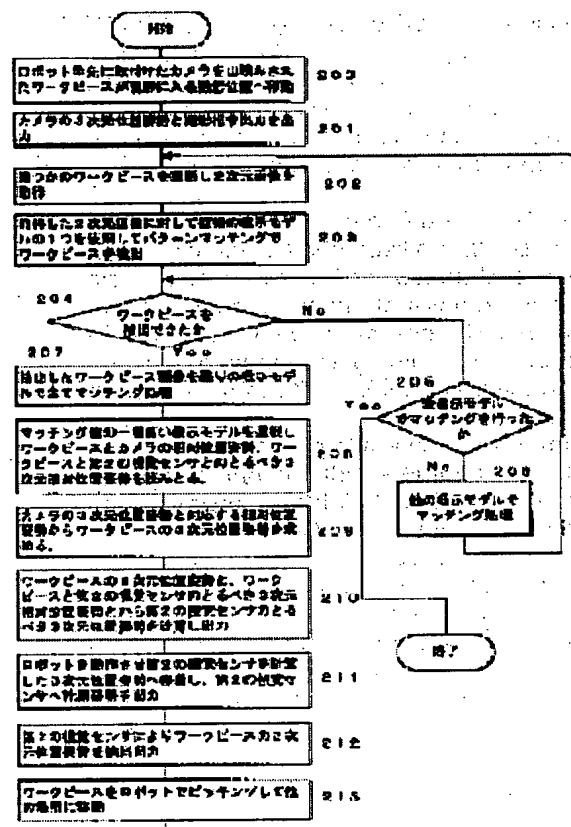 開始
ロボット手先に取付けたカメラを山積みされ
たワークピースが視野に入る撮影位置へ移動
200
カメラの3次元位置姿勢と開始指令出力を出
力
201
幾つかのワークピースを撮影し2次元画像を
取得
202
取得した2次元画像に対して複数の教示モデ
ルの1つを使用してパターンマッチングで
ワークピースを検出
203
204
ワークピースを
検出できたか
No
Yes
207
検出したワークピース画像を残りの教示モデ
ルで全てマッチング処理
206
全教示モデル
でマッチングを行ったか
Yes
No
205
他の教示モデルで
マッチング処理
マッチング値の一番高い教示モデルを選択し
ワークピースとカメラの相対位置姿勢、ワー
クピースと第2の視覚センサとのとるべき3
次元相対位置姿勢を読みとる。
208
カメラの3次元位置姿勢と対応する相対位置
姿勢からワークピースの3次元位置姿勢を求
める。
209
ワークピースの3次元位置姿勢と、ワーク
ピースと第2の視覚センサのとるべき3次元
相対位置姿勢とから第2の視覚センサがとる
べき3次元位置姿勢を計算し出力
210
ロボットを動作させ第2の視覚センサを計算
した3次元位置姿勢へ移動し、第2の視覚セ
ンサへ計測指令を出力
211
第2の視覚センサによりワークピースの3次
元位置姿勢を検出出力
212
ワークピースをロボットでピッキングして他
の場所に移動
213
終了